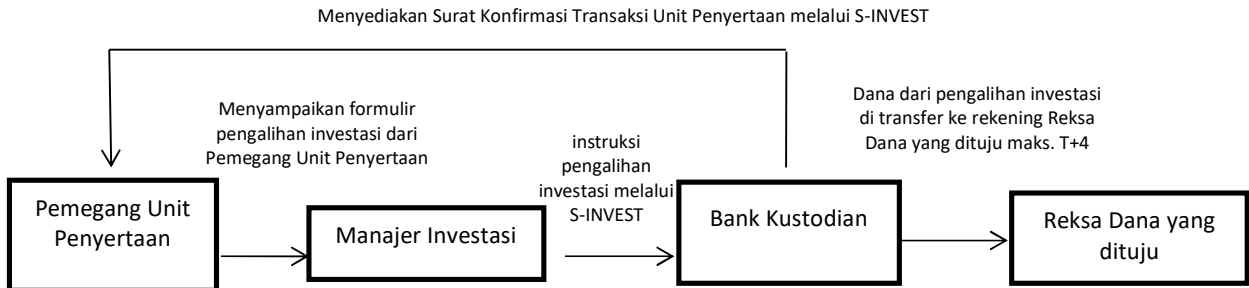 Menyediakan Surat Konfirmasi Transaksi Unit Penyertaan melalui S-INVEST
Menyampaikan formulir
pengalihan investasi dari
Pemegang Unit Penyertaan
instruksi
pengalihan
investasi melalui
S-INVEST
Dana dari pengalihan investasi
di transfer ke rekening Reksa
Dana yang dituju maks. T+4
Pemegang Unit
Penyertaan
Manajer Investasi
Bank Kustodian
Reksa Dana yang
dituju